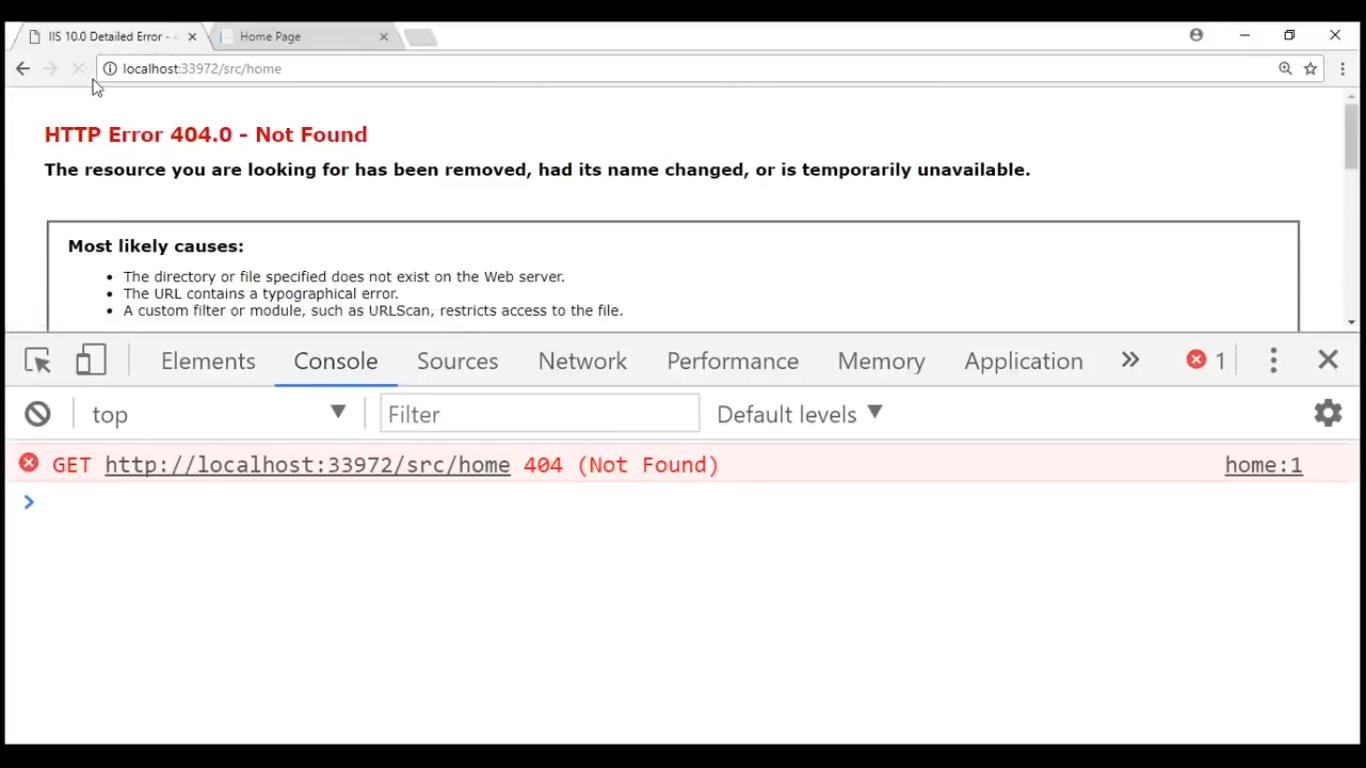 IIS 10.0 Detailed Error - 4 Home Page
localhost:33972/src/home
HTTP Error 404.0 - Not Found
The resource you are looking for has been removed, had its name changed, or is temporarily unavailable.
Most likely causes:
• The directory or file specified does not exist on the Web server.
• The URL contains a typographical error.
• A custom filter or module, such as URLScan, restricts access to the file.
Elements Console Sources Network Performance Memory Application » 1
top Filter Default levels
GET http://localhost:33972/src/home 404 (Not Found) home:1